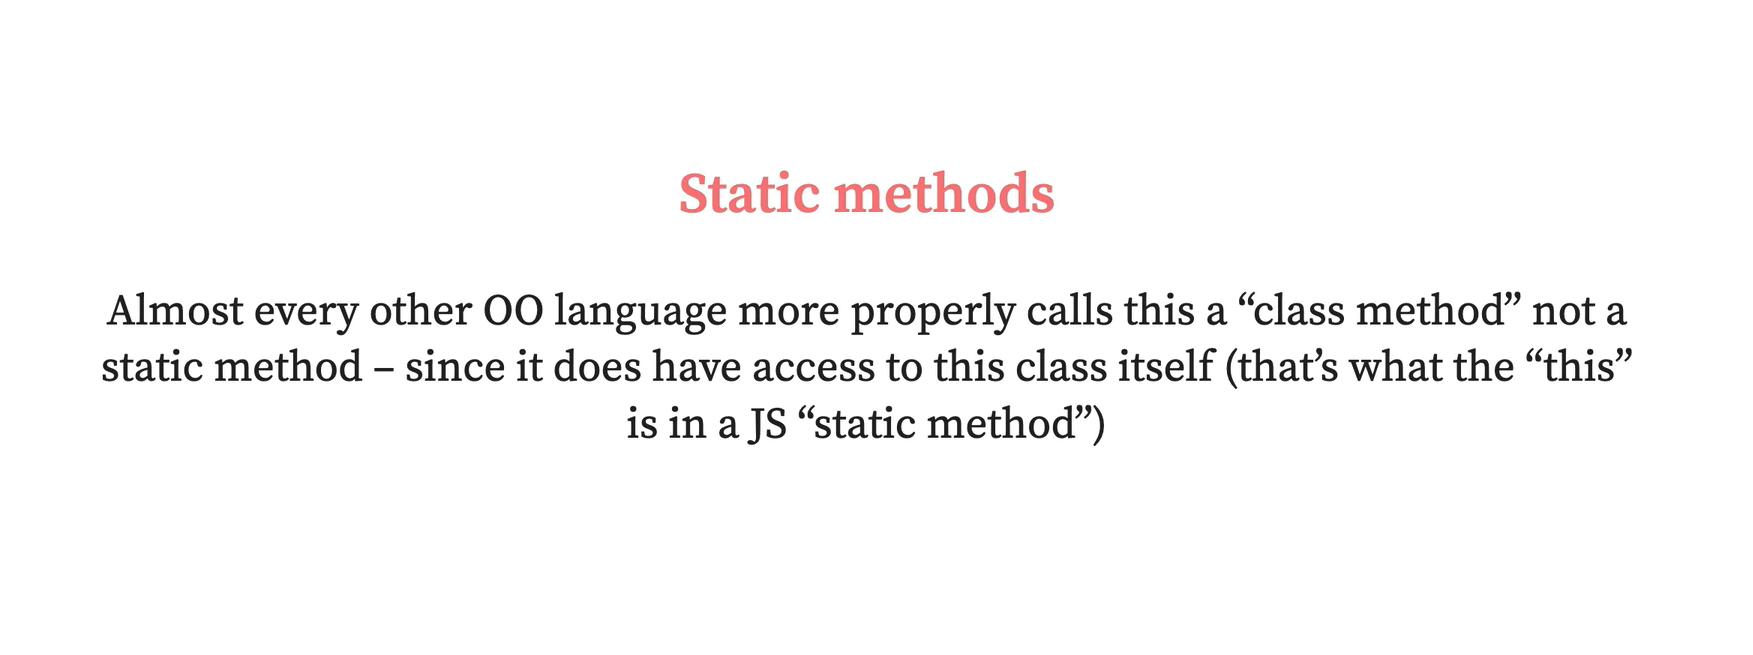 Static methods
Almost every other OO language more properly calls this a “class method” not a
static method – since it does have access to this class itself (that’s what the “this”
is in a JS “static method”)